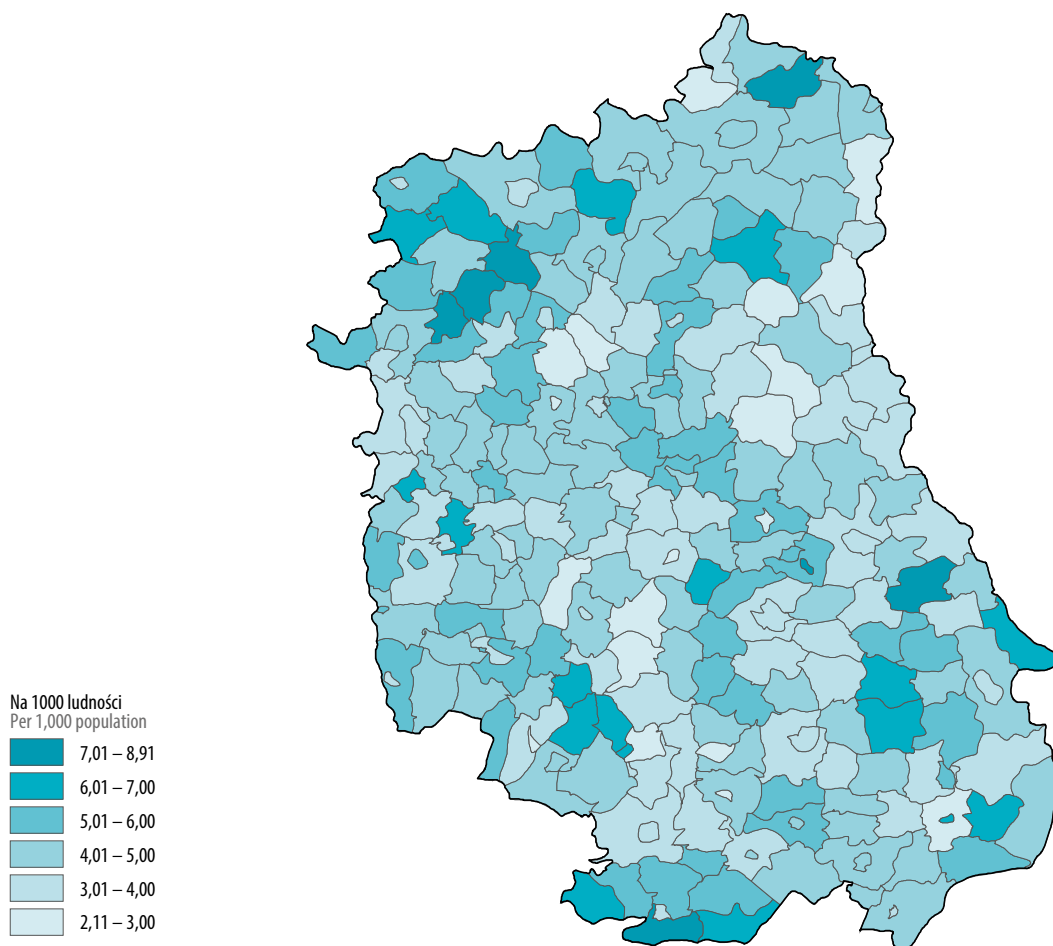 Na 1000 ludności
Per 1,000 population
7,01 – 8,91
6,01 – 7,00
5,01 – 6,00
4,01 – 5,00
3,01 – 4,00
2,11 – 3,00